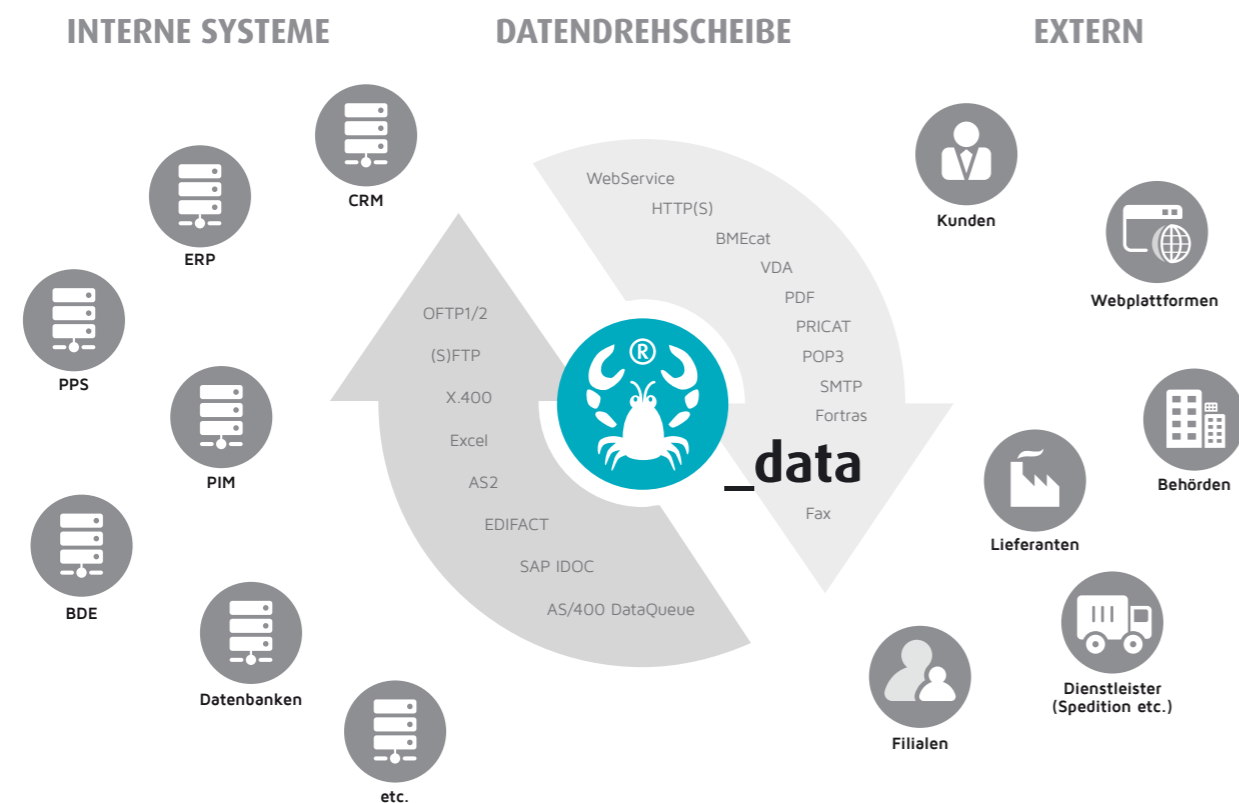 INTERNE SYSTEME
DATENDREHSCHEIBE
EXTERN
CRM
ERP
PPS
PIM
BDE
Datenbanken
etc.
WebService
HTTP(S)
BMEcat
VDA
PDF
PRICAT
POP3
SMTP
Fortras
Fax
OFTP1/2
(S)FTP
X.400
Excel
AS2
EDIFACT
SAP IDOC
AS/400 DataQueue
®
_data
Kunden
Webplattformen
Behörden
Lieferanten
Dienstleister
(Spedition etc.)
Filialen